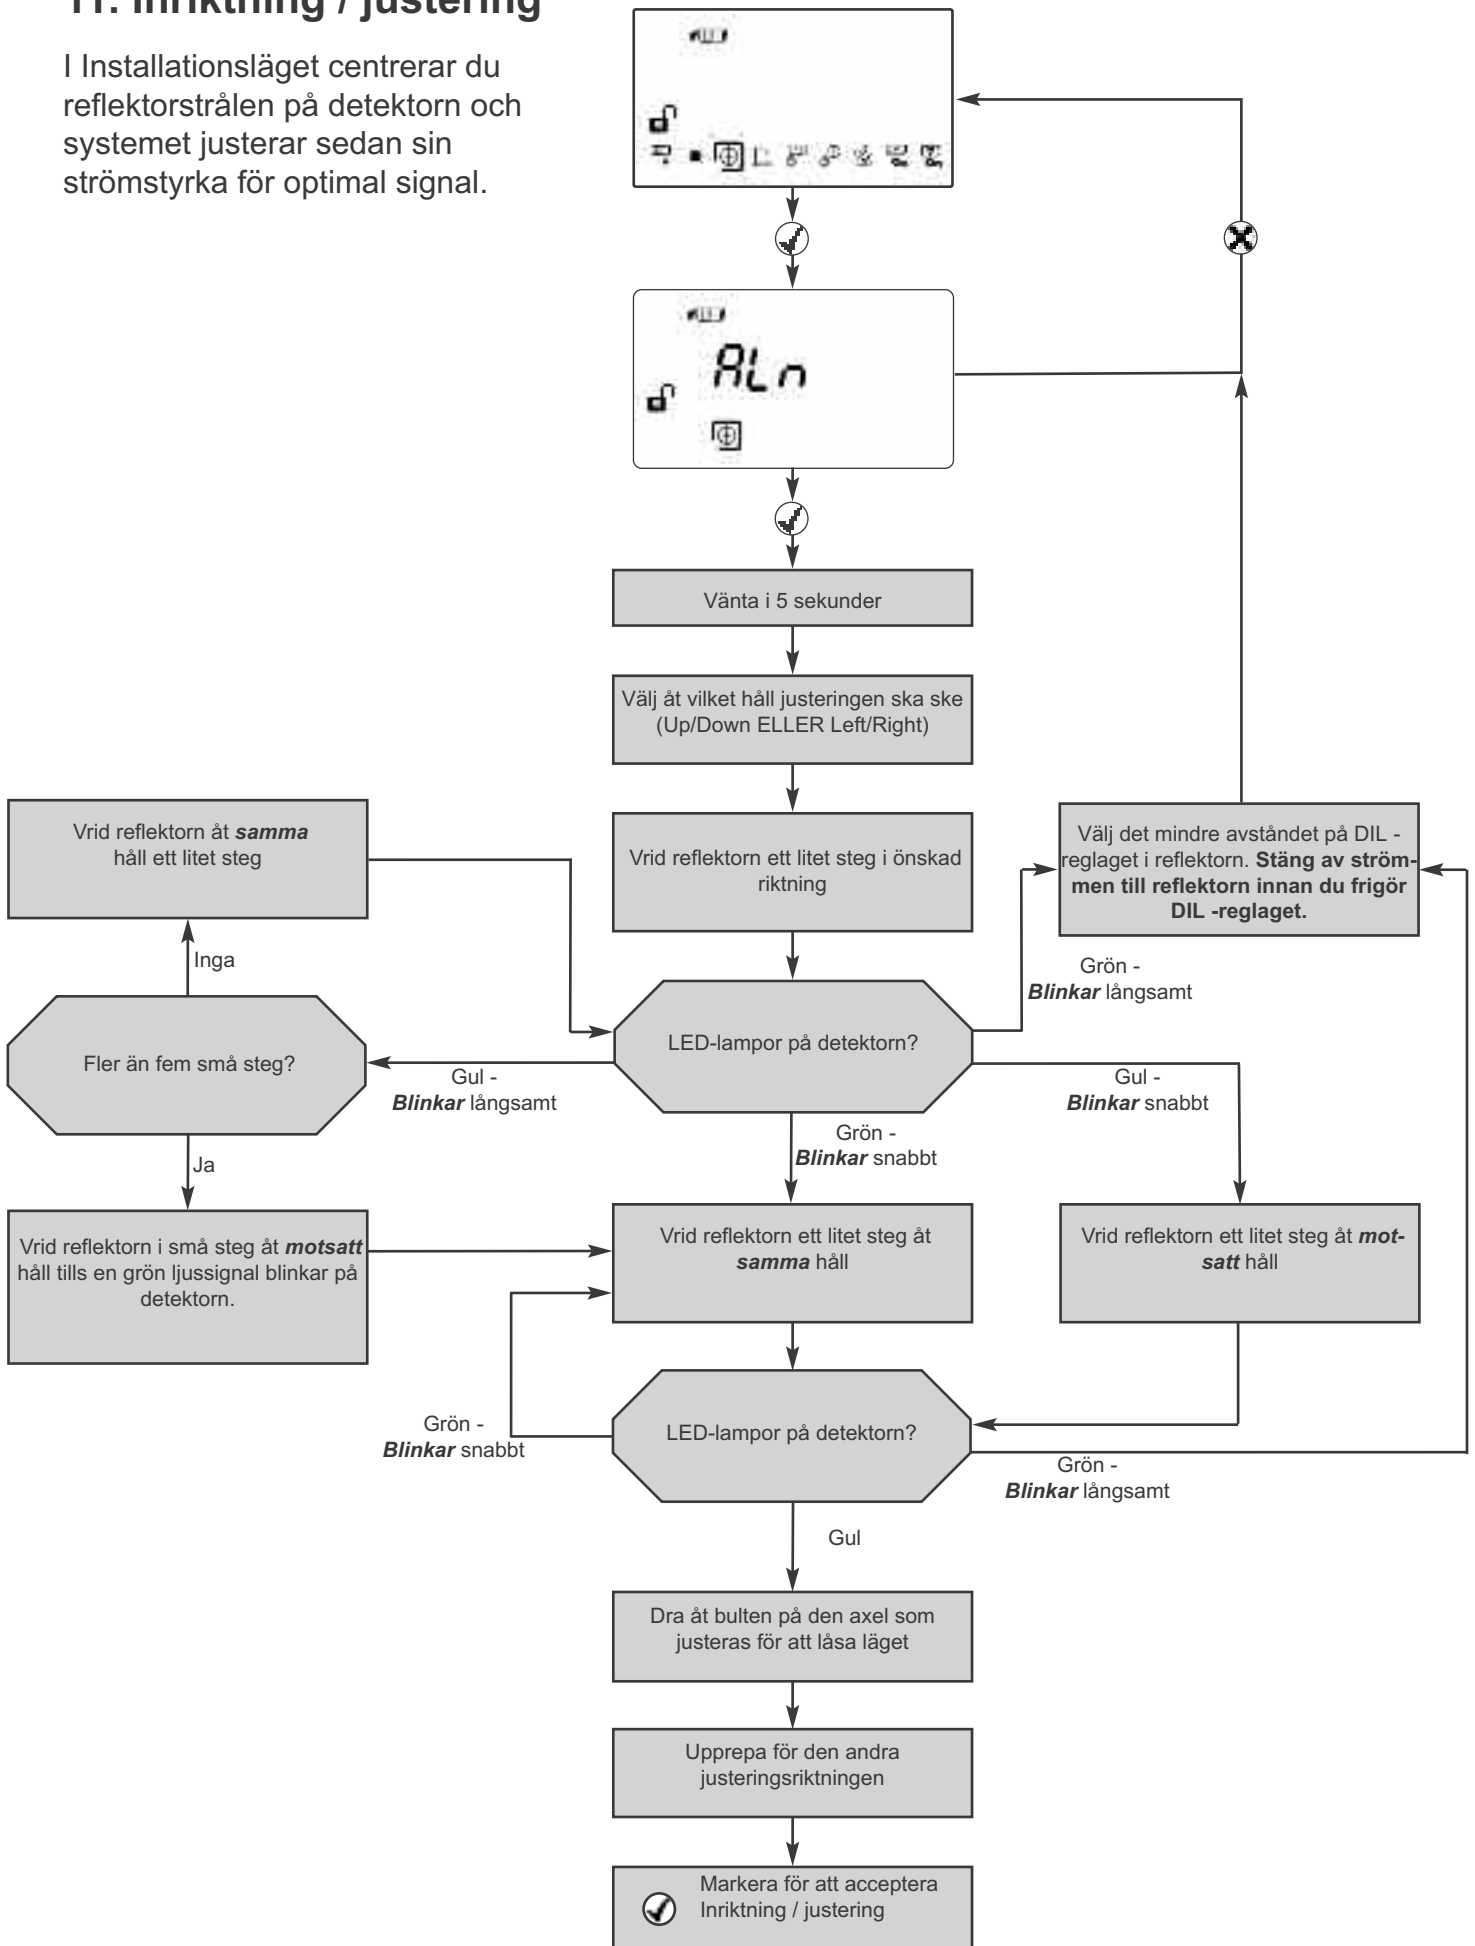 11. Inriktning / justering
I Installationsläget centrerar du
reflektorstrålen på detektorn och
systemet justerar sedan sin
strömstyrka för optimal signal.
ALn
Vänta i 5 sekunder
Välj åt vilket håll justeringen ska ske
(Up/Down ELLER Left/Right)
Vrid reflektorn åt samma
håll ett litet steg
Vrid reflektorn ett litet steg i önskad
riktning
Välj det mindre avståndet på DIL -
reglaget i reflektorn. Stäng av ström-
men till reflektorn innan du frigör
DIL -reglaget.
Inga
Grön -
Blinkar långsamt
Fler än fem små steg?
LED-lampor på detektorn?
Gul -
Blinkar långsamt
Gul -
Blinkar snabbt
Grön -
Blinkar snabbt
Ja
Vrid reflektorn i små steg åt motsatt
håll tills en grön ljussignal blinkar på
detektorn.
Vrid reflektorn ett litet steg åt
samma håll
Vrid reflektorn ett litet steg åt mot-
satt håll
Grön -
Blinkar snabbt
LED-lampor på detektorn?
Grön -
Blinkar långsamt
Gul
Dra åt bulten på den axel som
justeras för att låsa läget
Upprepa för den andra
justeringsriktningen
Markera för att acceptera
Inriktning / justering